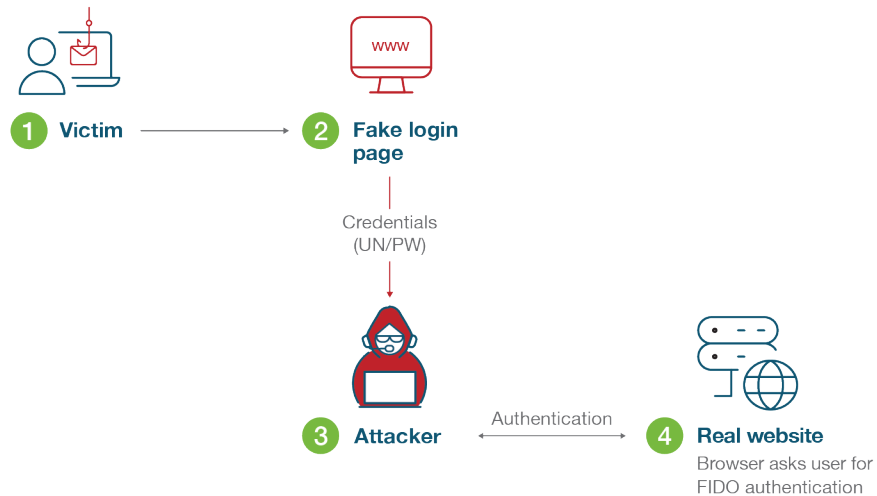 www
1 Victim
2 Fake login
page
Credentials
(UN/PW)
3 Attacker
Authentication
4 Real website
Browser asks user for
FIDO authentication